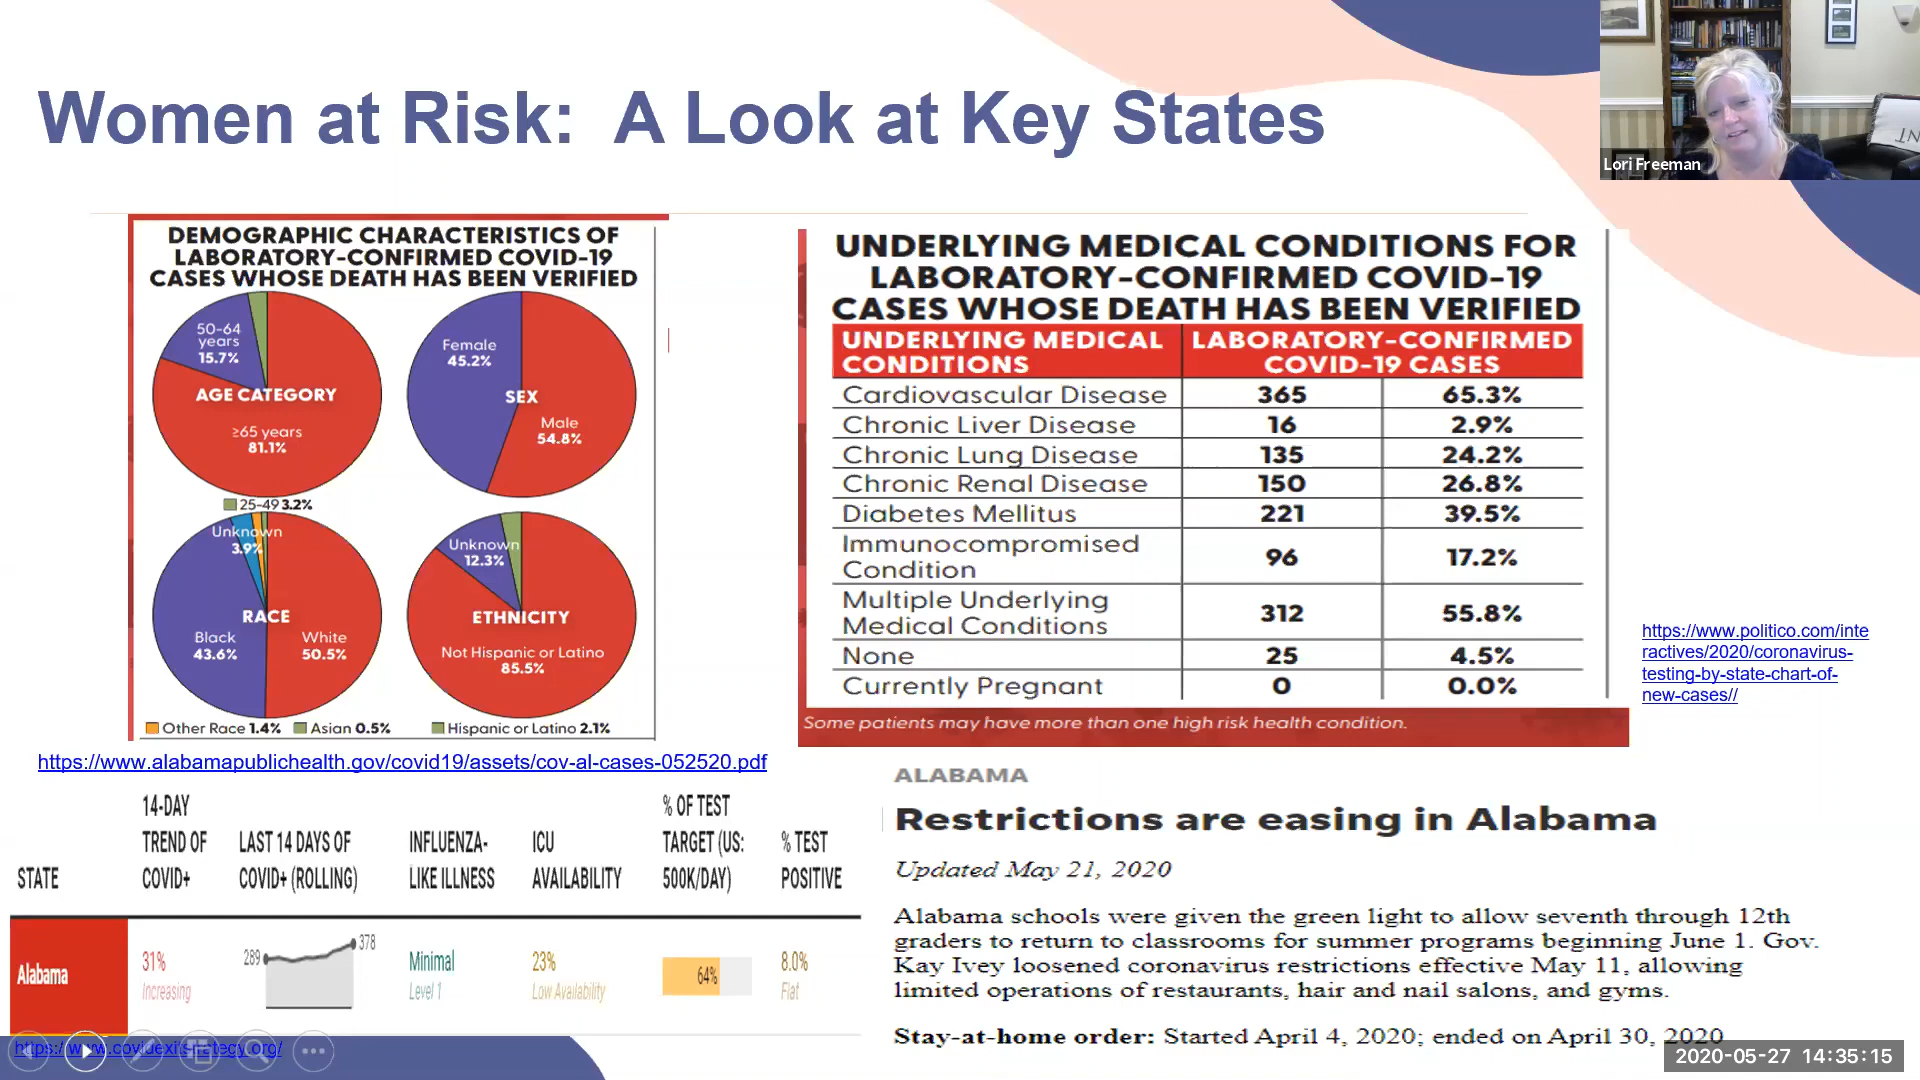 Women at Risk: A Look at Key States
Lori Freeman
DEMOGRAPHIC CHARACTERISTICS OF
LABORATORY-CONFIRMED COVID-19
CASES WHOSE DEATH HAS BEEN VERIFIED
50-64
years
15.7%
AGE CATEGORY
≥65 years
81.1%
25-49 3.2%
Female
45.2%
SEX
Male
54.8%
Unknown
3.9%
RACE
Black
43.6%
White
50.5%
Other Race 1.4% Asian 0.5%
Unknown
12.3%
ETHNICITY
Not Hispanic or Latino
85.5%
Hispanic or Latino 2.1%
https://www.alabamapublichealth.gov/covid19/assets/cov-al-cases-052520.pdf
UNDERLYING MEDICAL CONDITIONS FOR
LABORATORY-CONFIRMED COVID-19
CASES WHOSE DEATH HAS BEEN VERIFIED
UNDERLYING MEDICAL
CONDITIONS
LABORATORY-CONFIRMED
COVID-19 CASES
Cardiovascular Disease 365 65.3%
Chronic Liver Disease 16 2.9%
Chronic Lung Disease 135 24.2%
Chronic Renal Disease 150 26.8%
Diabetes Mellitus 221 39.5%
Immunocompromised
Condition 96 17.2%
Multiple Underlying
Medical Conditions 312 55.8%
None 25 4.5%
Currently Pregnant 0 0.0%
Some patients may have more than one high risk health condition.
https://www.politico.com/inte
ractives/2020/coronavirus-
testing-by-state-chart-of-
new-cases//
STATE
14-DAY
TREND OF
COVID+
LAST 14 DAYS OF
COVID+ (ROLLING)
INFLUENZA-
LIKE ILLNESS
ICU
AVAILABILITY
% OF TEST
TARGET (US:
500K/DAY)
% TEST
POSITIVE
Alabama
31%
Increasing
289
378
Minimal
Level 1
23%
Low Availability
64%
8.0%
Flat
ALABAMA
Restrictions are easing in Alabama
Updated May 21, 2020
Alabama schools were given the green light to allow seventh through 12th
graders to return to classrooms for summer programs beginning June 1. Gov.
Kay Ivey loosened coronavirus restrictions effective May 11, allowing
limited operations of restaurants, hair and nail salons, and gyms.
Stay-at-home order: Started April 4, 2020; ended on April 30, 2020
2020-05-27 14:35:15